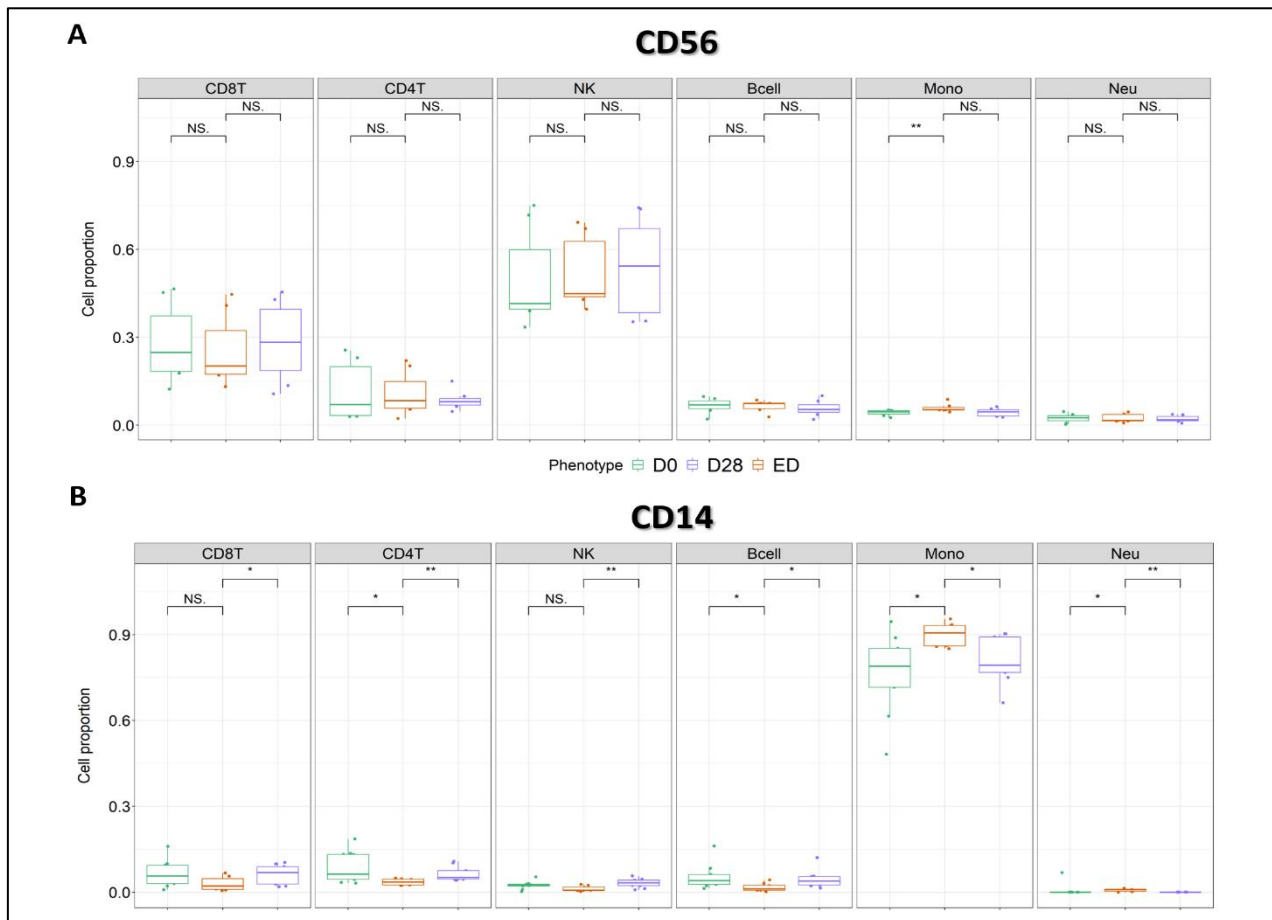 A
CD56
CD8T CD4T NK Bcell Mono Neu
NS. NS. NS. NS. NS. NS.
NS. NS. NS. NS. ** NS.
0.9
0.6
0.3
0.0
Cell proportion
Phenotype D0 D28 ED
B
CD14
CD8T CD4T NK Bcell Mono Neu
* ** ** * * **
NS. * NS. * * *
0.9
0.6
0.3
0.0
Cell proportion